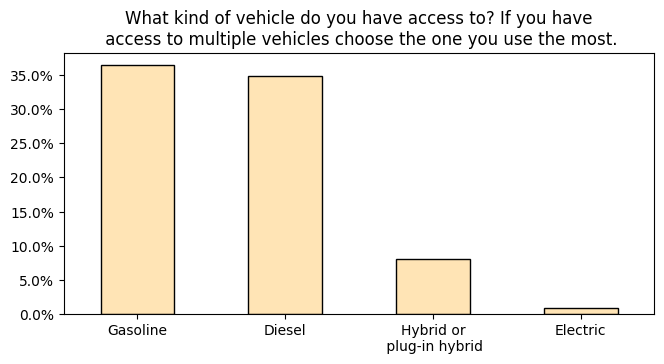 What kind of vehicle do you have access to? If you have
access to multiple vehicles choose the one you use the most.
35.0%
30.0%
25.0%
20.0%
15.0%
10.0%
5.0%
0.0%
Gasoline
Diesel
Hybrid or
plug-in hybrid
Electric